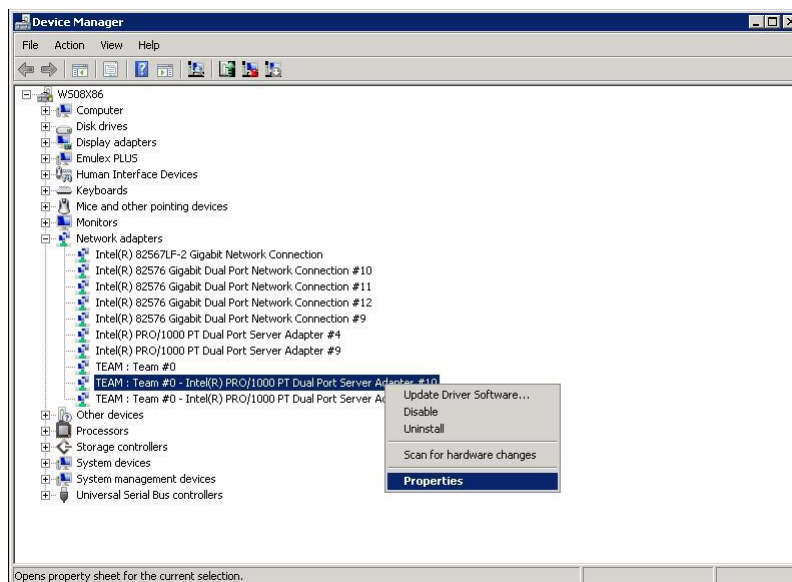 Device Manager
File Action View Help
WS08X86
Computer
Disk drives
Display adapters
Emulex PLUS
Human Interface Devices
Keyboards
Mice and other pointing devices
Monitors
Network adapters
Intel(R) 82567LF-2 Gigabit Network Connection
Intel(R) 82576 Gigabit Dual Port Network Connection #10
Intel(R) 82576 Gigabit Dual Port Network Connection #11
Intel(R) 82576 Gigabit Dual Port Network Connection #12
Intel(R) 82576 Gigabit Dual Port Network Connection #9
Intel(R) PRO/1000 PT Dual Port Server Adapter #4
Intel(R) PRO/1000 PT Dual Port Server Adapter #9
TEAM : Team #0
TEAM : Team #0 - Intel(R) PRO/1000 PT Dual Port Server Adapter #10
TEAM : Team #0 - Intel(R) PRO/1000 PT Dual Port Server
Other devices
Processors
Storage controllers
System devices
System management devices
Universal Serial Bus controllers
Update Driver Software...
Disable
Uninstall
Scan for hardware changes
Properties
Opens property sheet for the current selection.